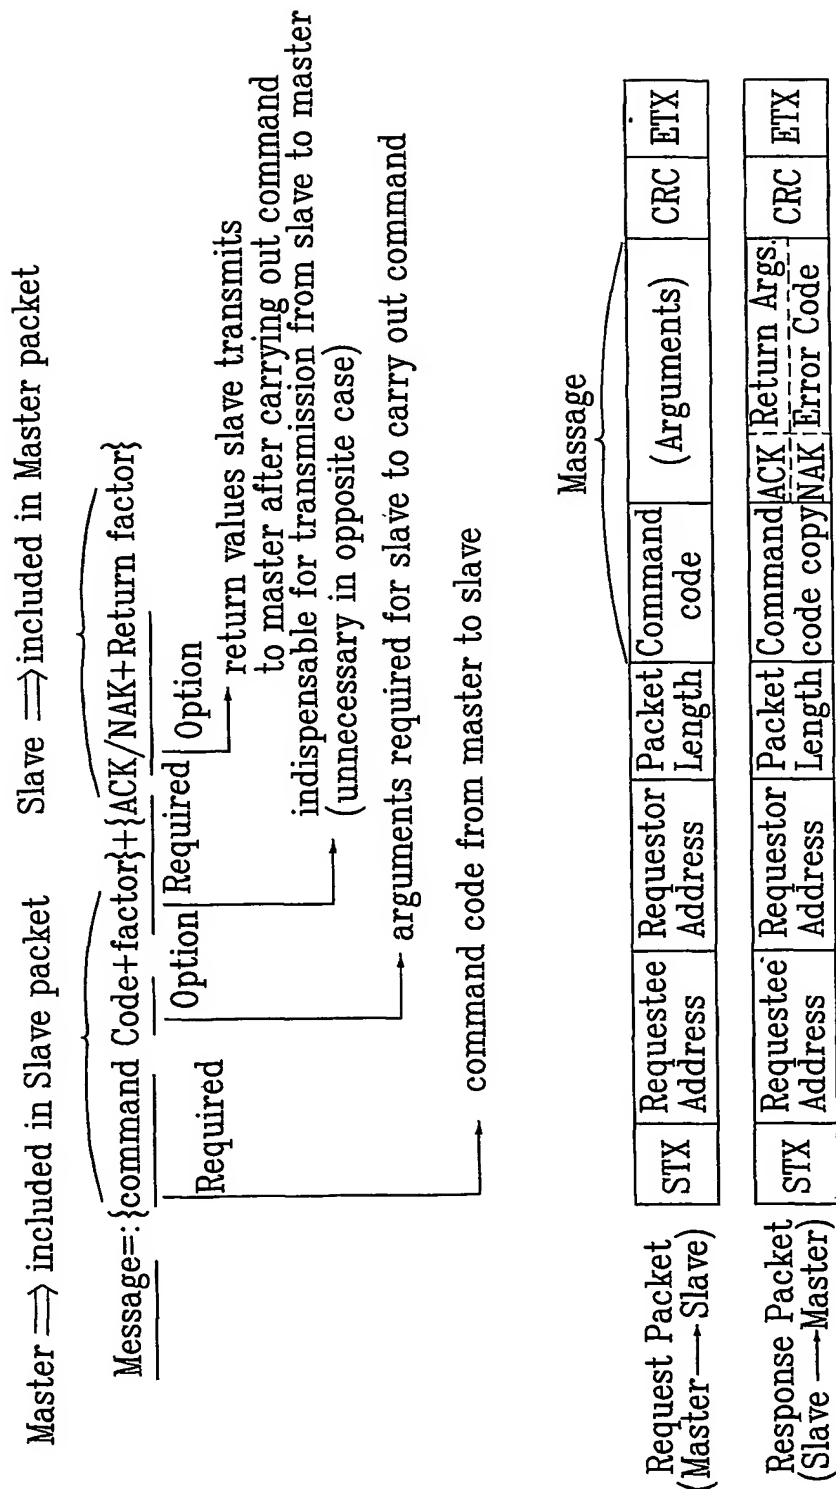 Master ⟹ included in Slave packet
Slave ⟹ included in Master packet
Message=:{command Code+factor}+{ACK/NAK+Return factor}
Required
Option
Required
Option
return values slave transmits
to master after carrying out command
indispensable for transmission from slave to master
(unnecessary in opposite case)
arguments required for slave to carry out command
command code from master to slave
Massage
Request Packet
(Master→Slave)
STX
Requestee
Address
Requestor
Address
Packet
Length
Command
code
(Arguments)
CRC
ETX
Response Packet
(Slave→Master)
STX
Requestee
Address
Requestor
Address
Packet
Length
Command
code copy
ACK
Return Args.
NAK
Error Code
CRC
ETX